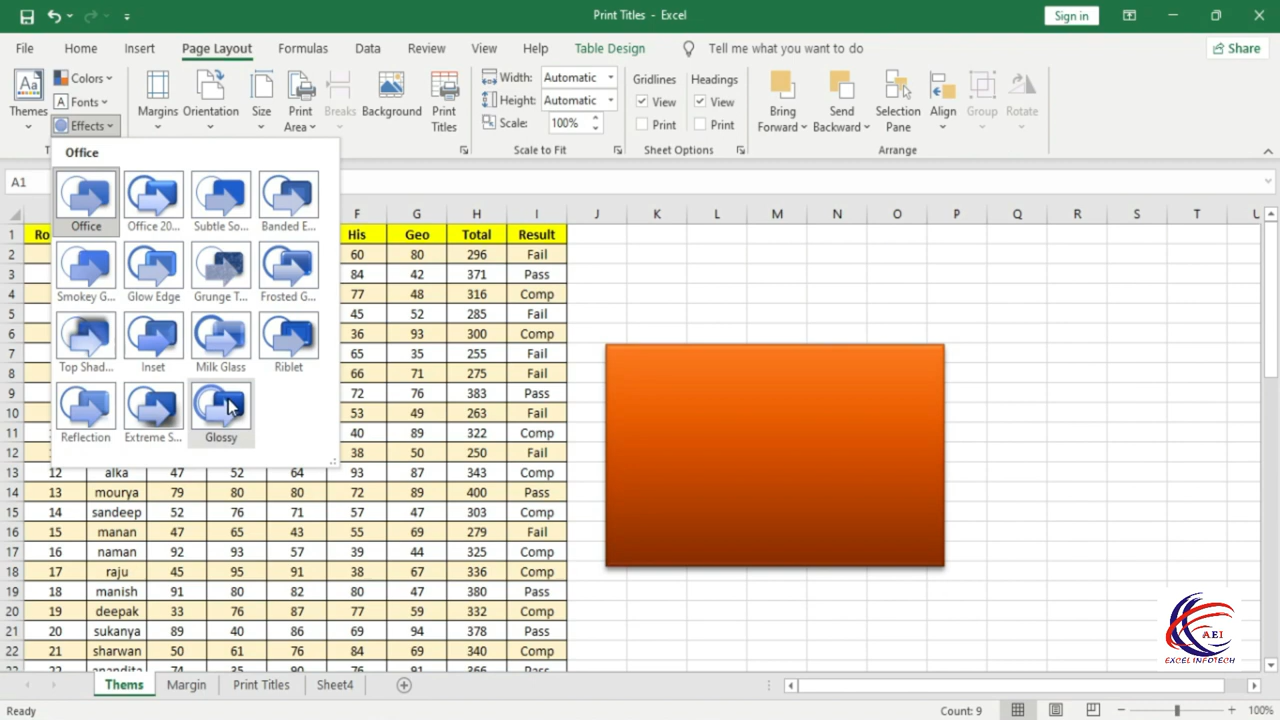 Print Titles - Excel
Sign in
File Home Insert Page Layout Formulas Data Review View Help Table Design Tell me what you want to do Share
Themes
Colors
Fonts
Effects
Margins Orientation Size Print Area Breaks Background Print Titles
Width: Automatic
Height: Automatic
Scale: 100%
Scale to Fit
Gridlines Headings
View View
Print Print
Sheet Options
Bring Forward Send Backward Selection Pane Align Group Rotate
Arrange
A1
Office
Office Office 20... Subtle So... Banded E...
Smokey G... Glow Edge Grunge T... Frosted G...
Top Shad... Inset Milk Glass Riblet
Reflection Extreme S... Glossy
F G H I J K L M N O P Q R S T U
1 Ro His Geo Total Result
2 60 80 296 Fail
3 84 42 371 Pass
4 77 48 316 Comp
5 45 52 285 Fail
6 36 93 300 Comp
7 65 35 255 Fail
8 66 71 275 Fail
9 72 76 383 Pass
10 53 49 263 Fail
11 40 89 322 Comp
12 38 50 250 Fail
13 12 alka 47 52 64 93 87 343 Comp
14 13 mourya 79 80 80 72 89 400 Pass
15 14 sandeep 52 76 71 57 47 303 Comp
16 15 manan 47 65 43 55 69 279 Fail
17 16 naman 92 93 57 39 44 325 Comp
18 17 raju 45 95 91 38 67 336 Comp
19 18 manish 91 80 82 80 47 380 Pass
20 19 deepak 33 76 87 77 59 332 Comp
21 20 sukanya 89 40 86 69 94 378 Pass
22 21 sharwan 50 61 76 84 69 340 Comp
AEI
EXCEL INFOTECH
Thems Margin Print Titles Sheet4
Ready Count: 9 100%